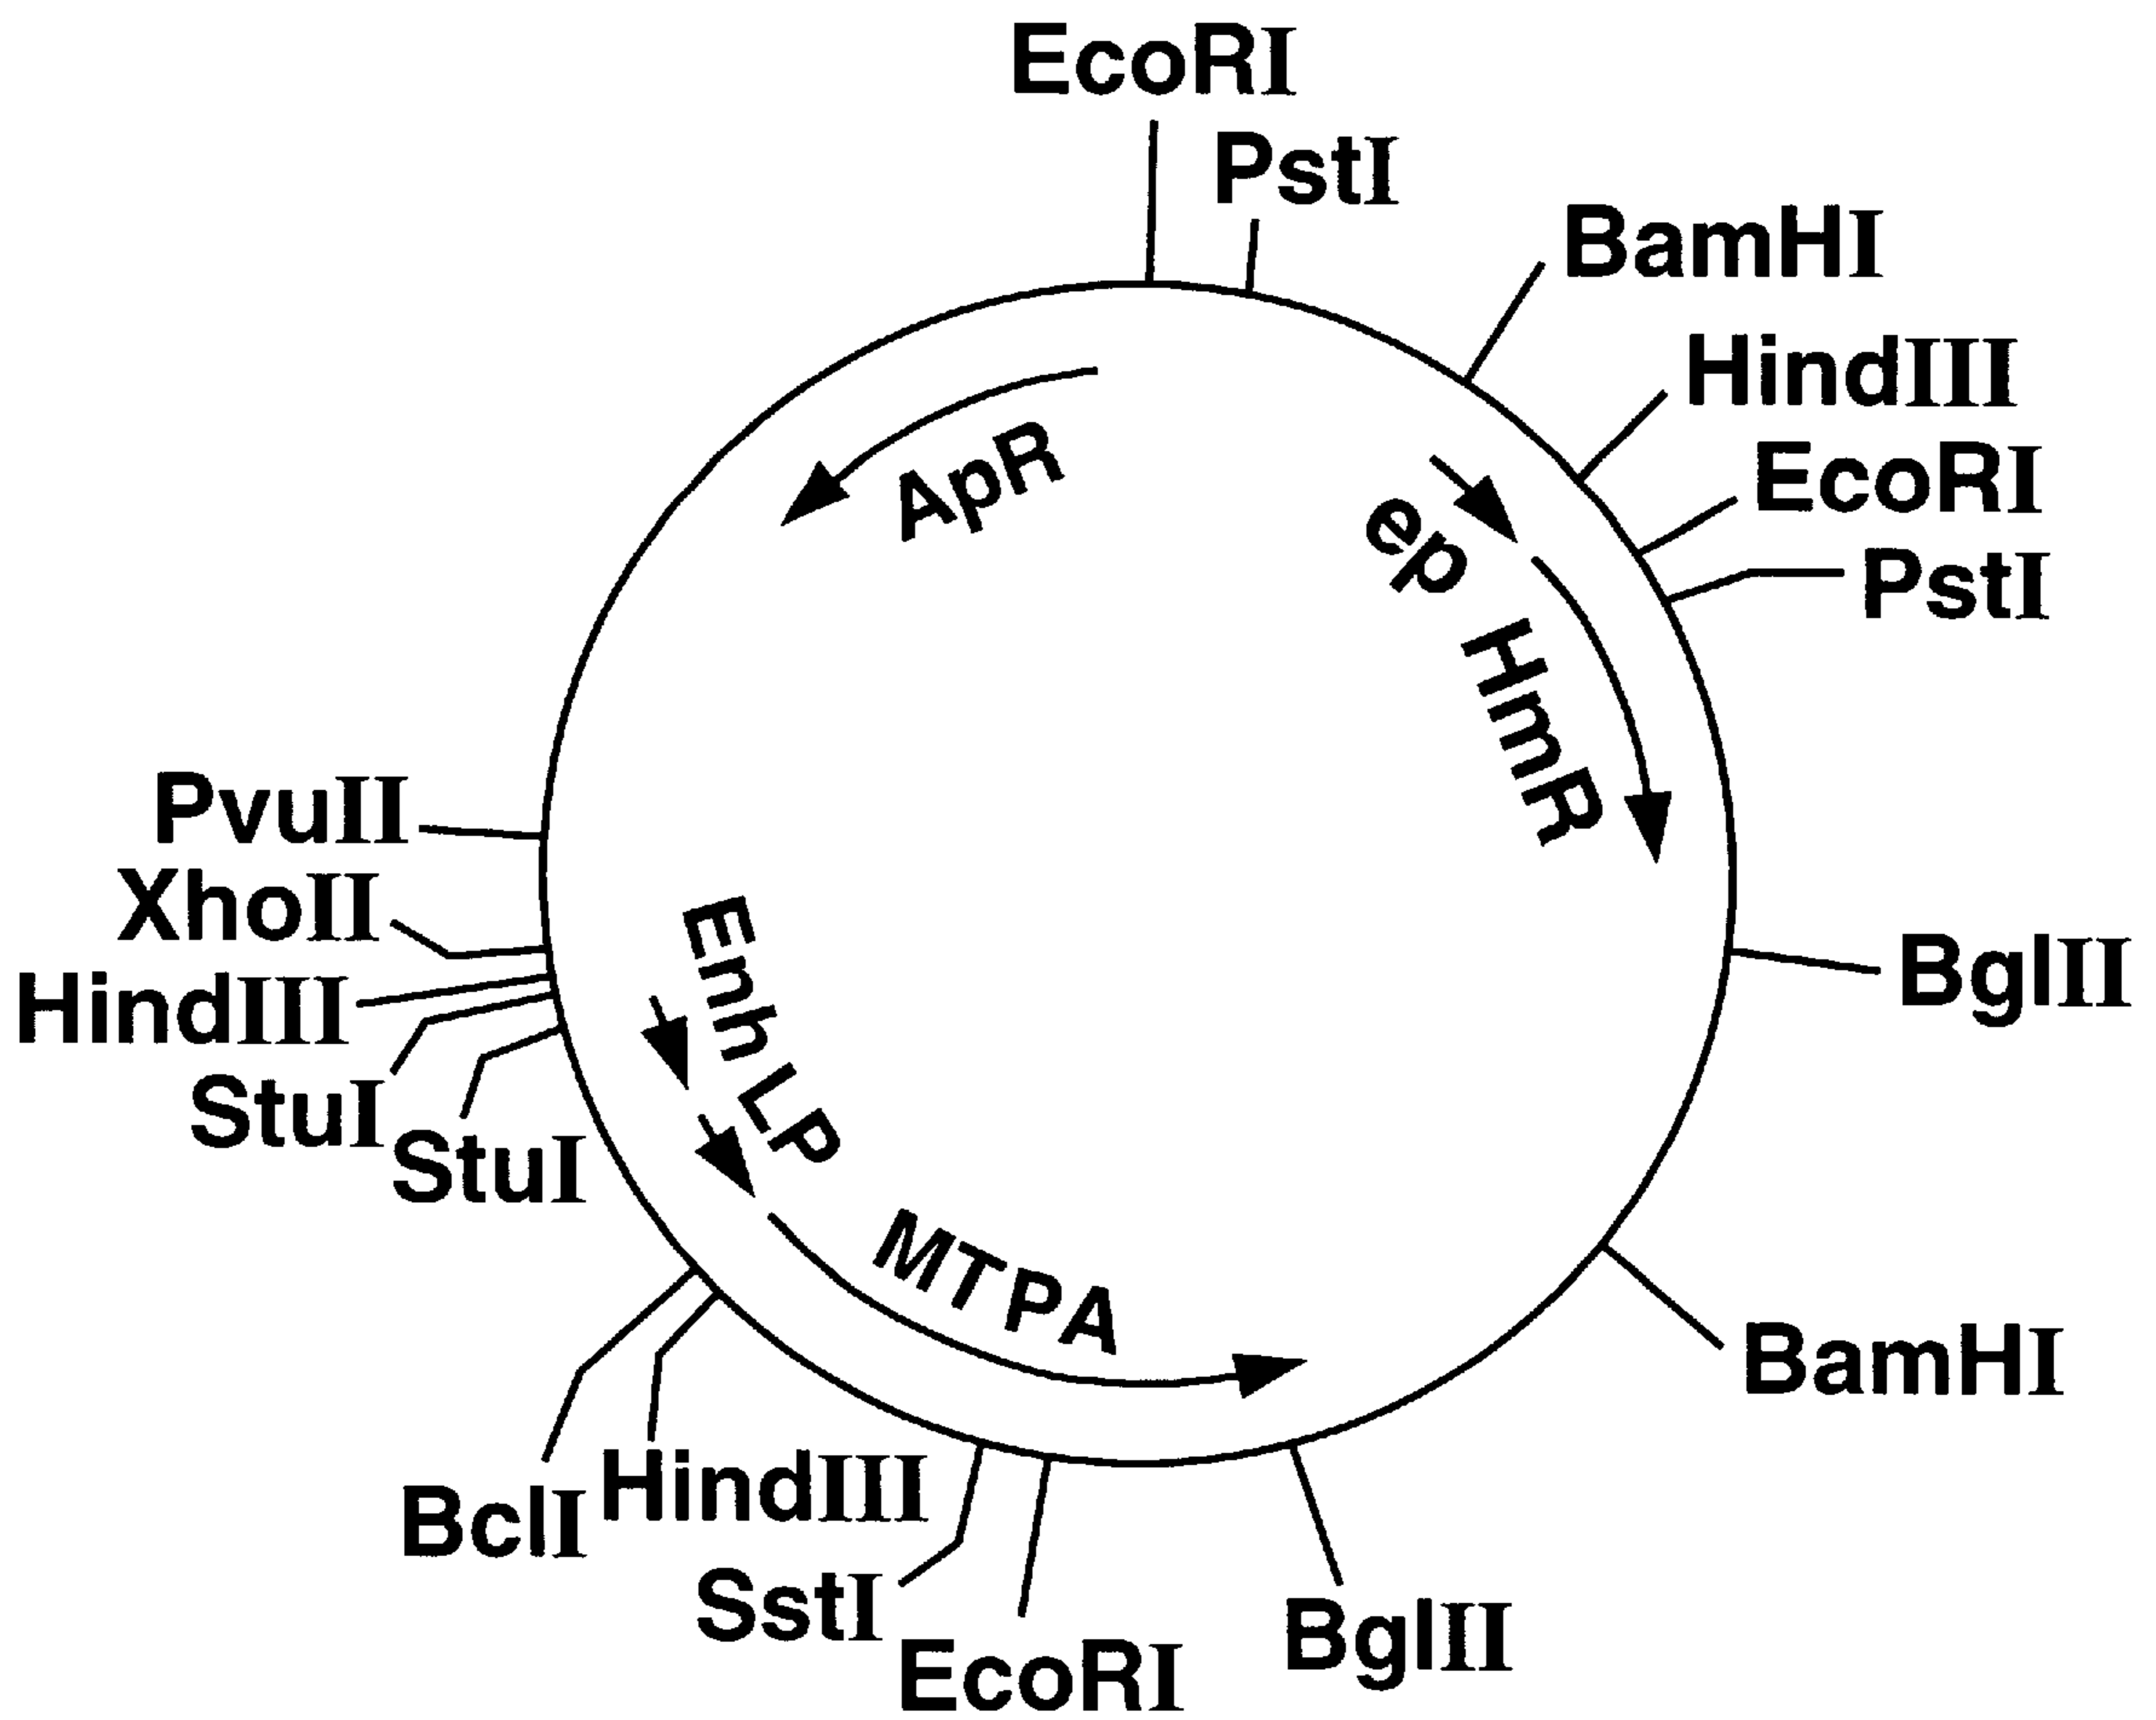 EcoRI
PstI
BamHI
HindIII
EcoRI
PstI
ApR
ep
HmR
PvuII
XhoII
HindIII
StuI
StuI
BglII
Enh
LP
MTPA
BamHI
BclI
HindIII
SstI
EcoRI
BglII